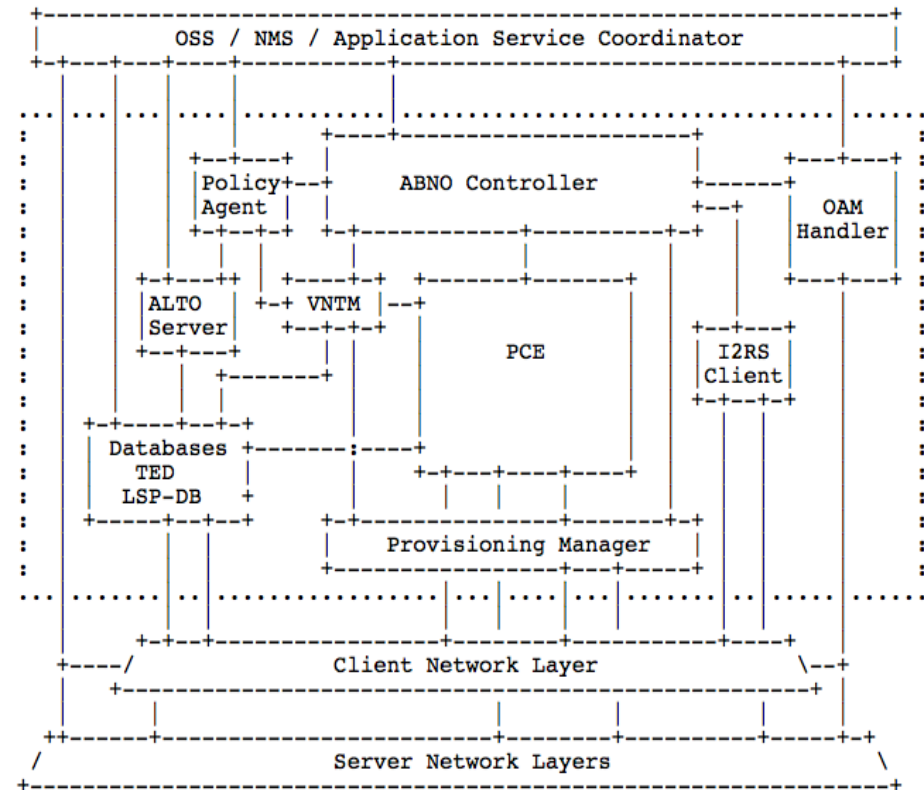 OSS / NMS / Application Service Coordinator
Policy
Agent
ABNO Controller
OAM
Handler
ALTO
Server
VNTM
PCE
I2RS
Client
Databases
TED
LSP-DB
Provisioning Manager
Client Network Layer
Server Network Layers